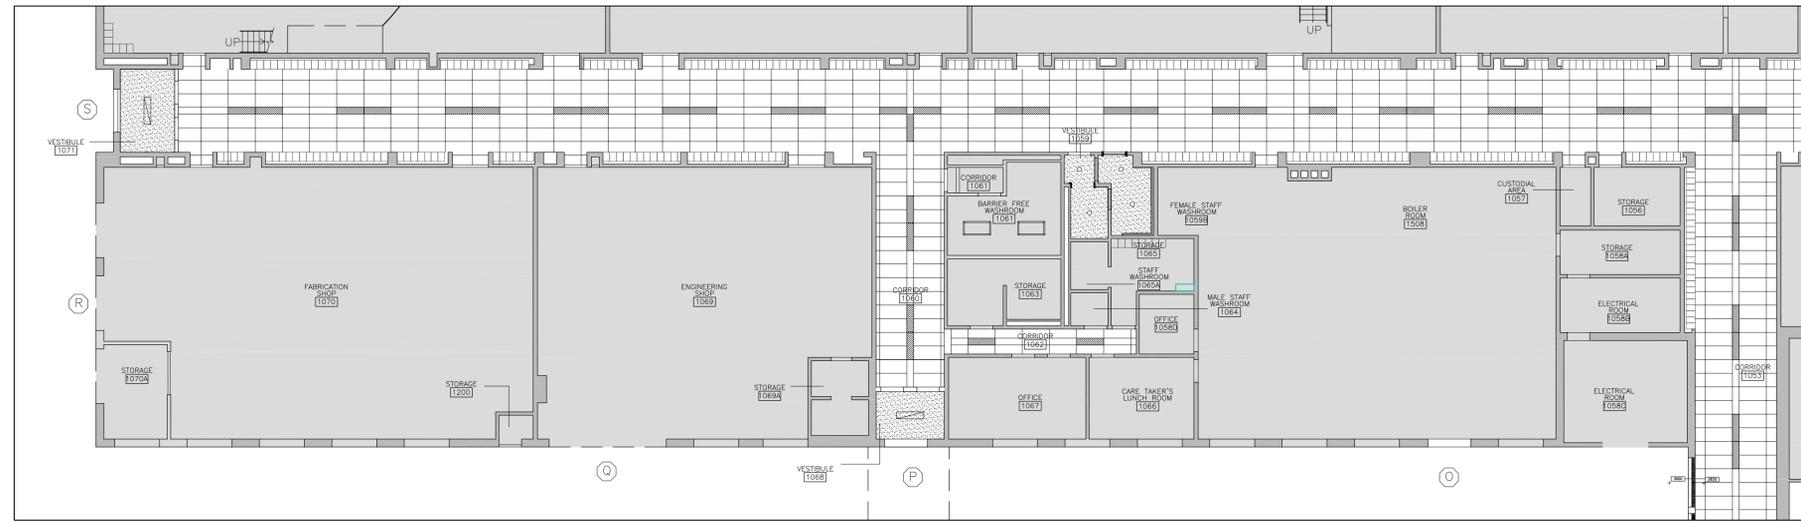 UP
UP
S
VESTIBULE
1071
VESTIBULE
1059
CORRIDOR
1061
BARRIER FREE
WASHROOM
1061
FEMALE STAFF
WASHROOM
1059B
BOILER
ROOM
1508
CUSTODIAL
AREA
1057
STORAGE
1056
STORAGE
1065
STORAGE
1058A
STAFF
WASHROOM
1065A
R
FABRICATION
SHOP
1070
ENGINEERING
SHOP
1069
CORRIDOR
1060
STORAGE
1063
MALE STAFF
WASHROOM
1064
OFFICE
1058D
ELECTRICAL
ROOM
1058B
CORRIDOR
1062
STORAGE
1070A
STORAGE
1200
STORAGE
1069A
OFFICE
1067
CARE TAKER'S
LUNCH ROOM
1066
ELECTRICAL
ROOM
1058C
CORRIDOR
1053
Q
VESTIBULE
1068
P
O